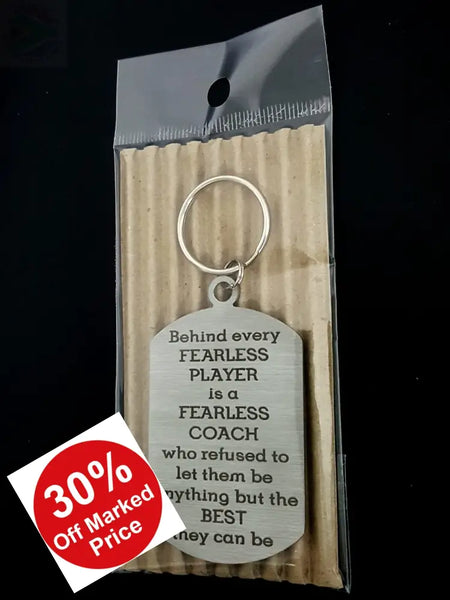 Behind every
FEARLESS
PLAYER
is a
FEARLESS
COACH
who refused to
let them be
nything but the
BEST
hey can be
30%
Off Marked
Price